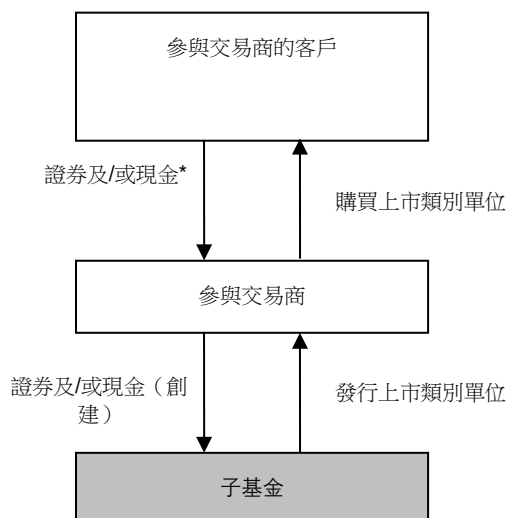 參與交易商的客戶
證券及/或現金*
購買上市類別單位
參與交易商
證券及/或現金（創
建）
發行上市類別單位
子基金